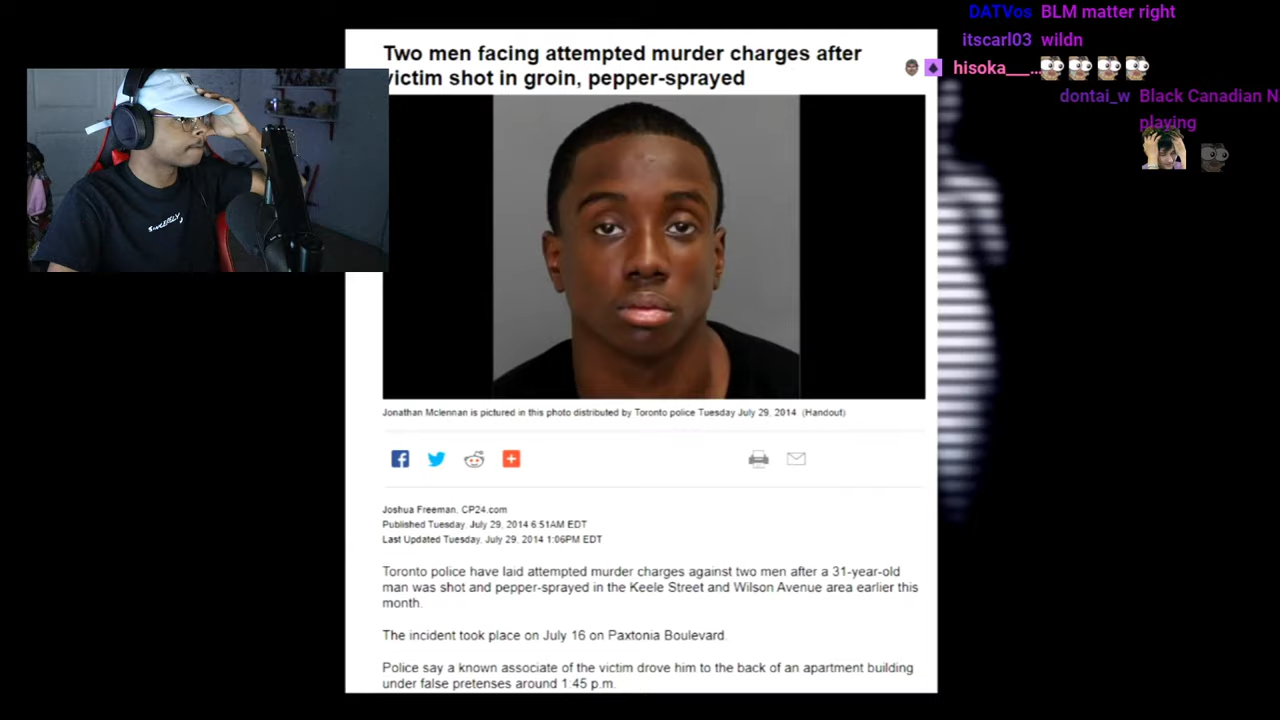 Two men facing attempted murder charges after
victim shot in groin, pepper-sprayed
DATVos BLM matter right
itscarl03 wildn
hisoka___...
dontai_w Black Canadian N
playing
SINCERELY,
Jonathan Mclennan is pictured in this photo distributed by Toronto police Tuesday July 29, 2014 (Handout)
Joshua Freeman, CP24.com
Published Tuesday, July 29, 2014 6:51AM EDT
Last Updated Tuesday, July 29, 2014 1:06PM EDT
Toronto police have laid attempted murder charges against two men after a 31-year-old
man was shot and pepper-sprayed in the Keele Street and Wilson Avenue area earlier this
month.
The incident took place on July 16 on Paxtonia Boulevard.
Police say a known associate of the victim drove him to the back of an apartment building
under false pretenses around 1:45 p.m.